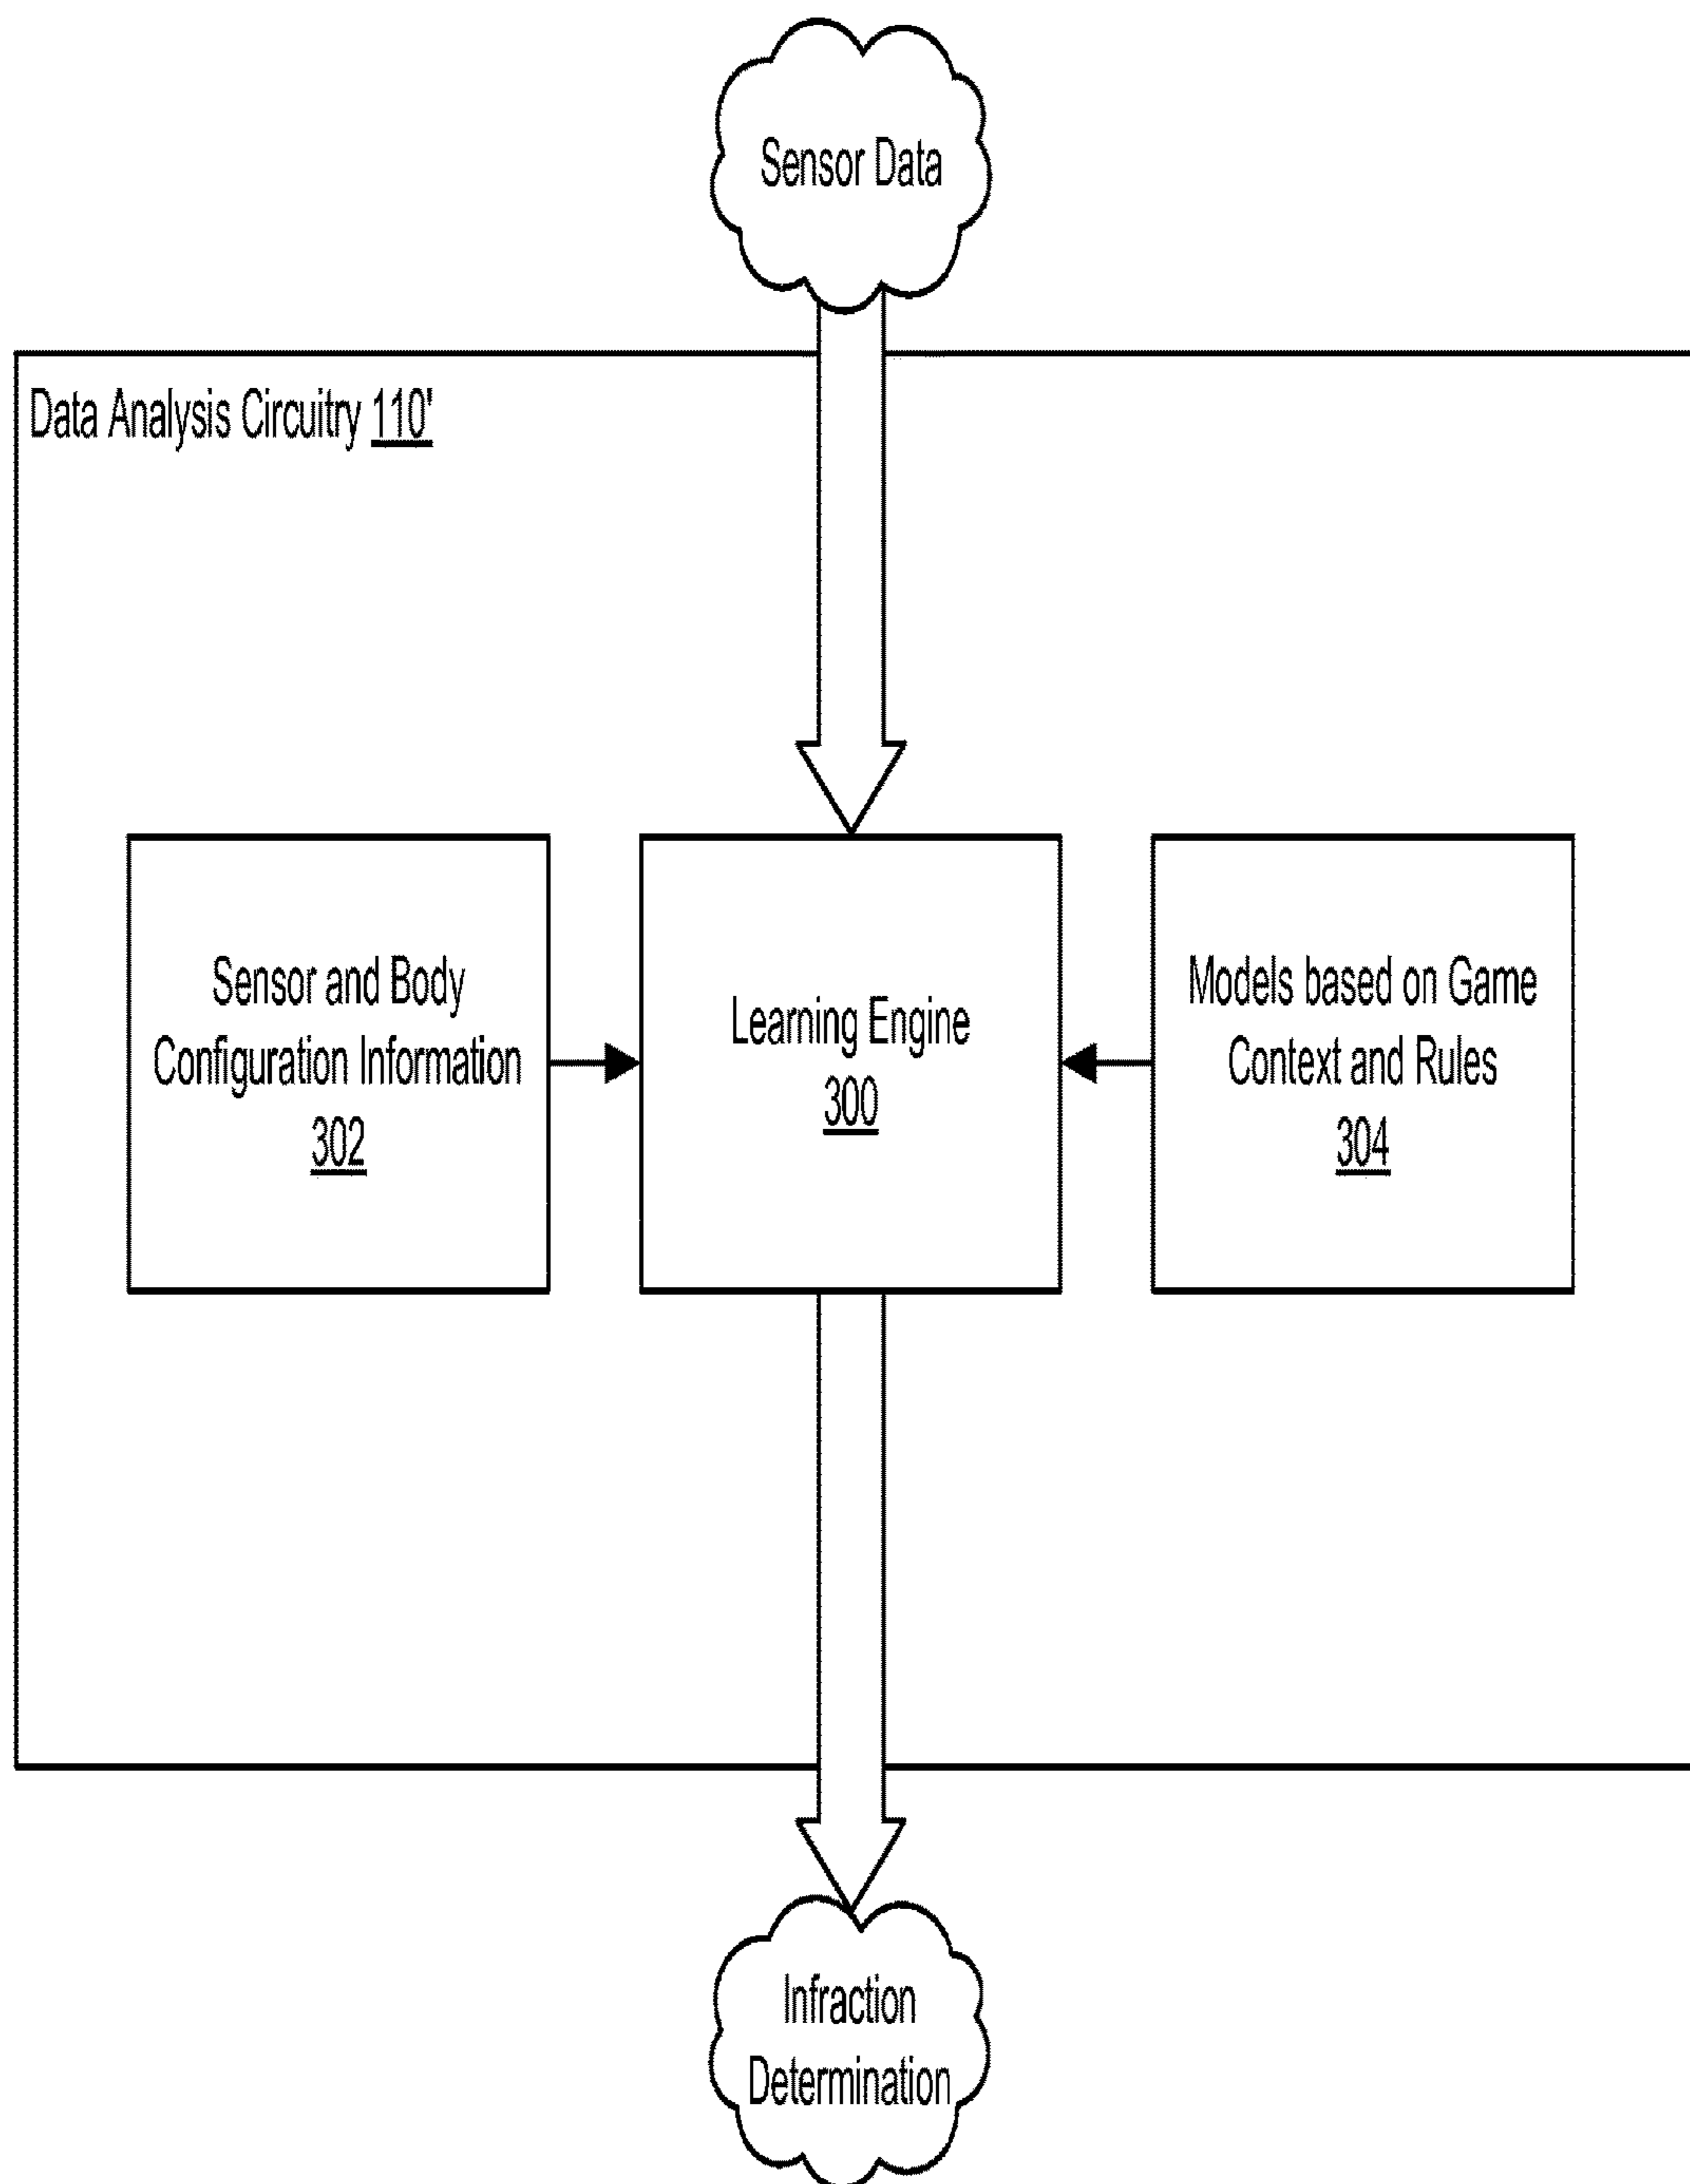 Sensor Data
Data Analysis Circuitry 110'
Sensor and Body
Configuration Information
302
Learning Engine
300
Models based on Game
Context and Rules
304
Infraction
Determination